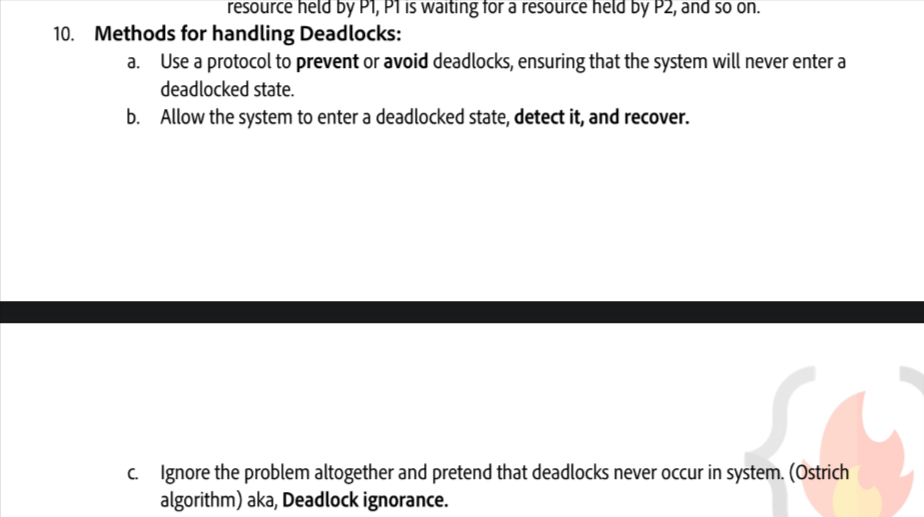 resource held by P1, P1 is waiting for a resource held by P2, and so on.
10. Methods for handling Deadlocks:
a. Use a protocol to prevent or avoid deadlocks, ensuring that the system will never enter a
deadlocked state.
b. Allow the system to enter a deadlocked state, detect it, and recover.
c. Ignore the problem altogether and pretend that deadlocks never occur in system. (Ostrich
algorithm) aka, Deadlock ignorance.